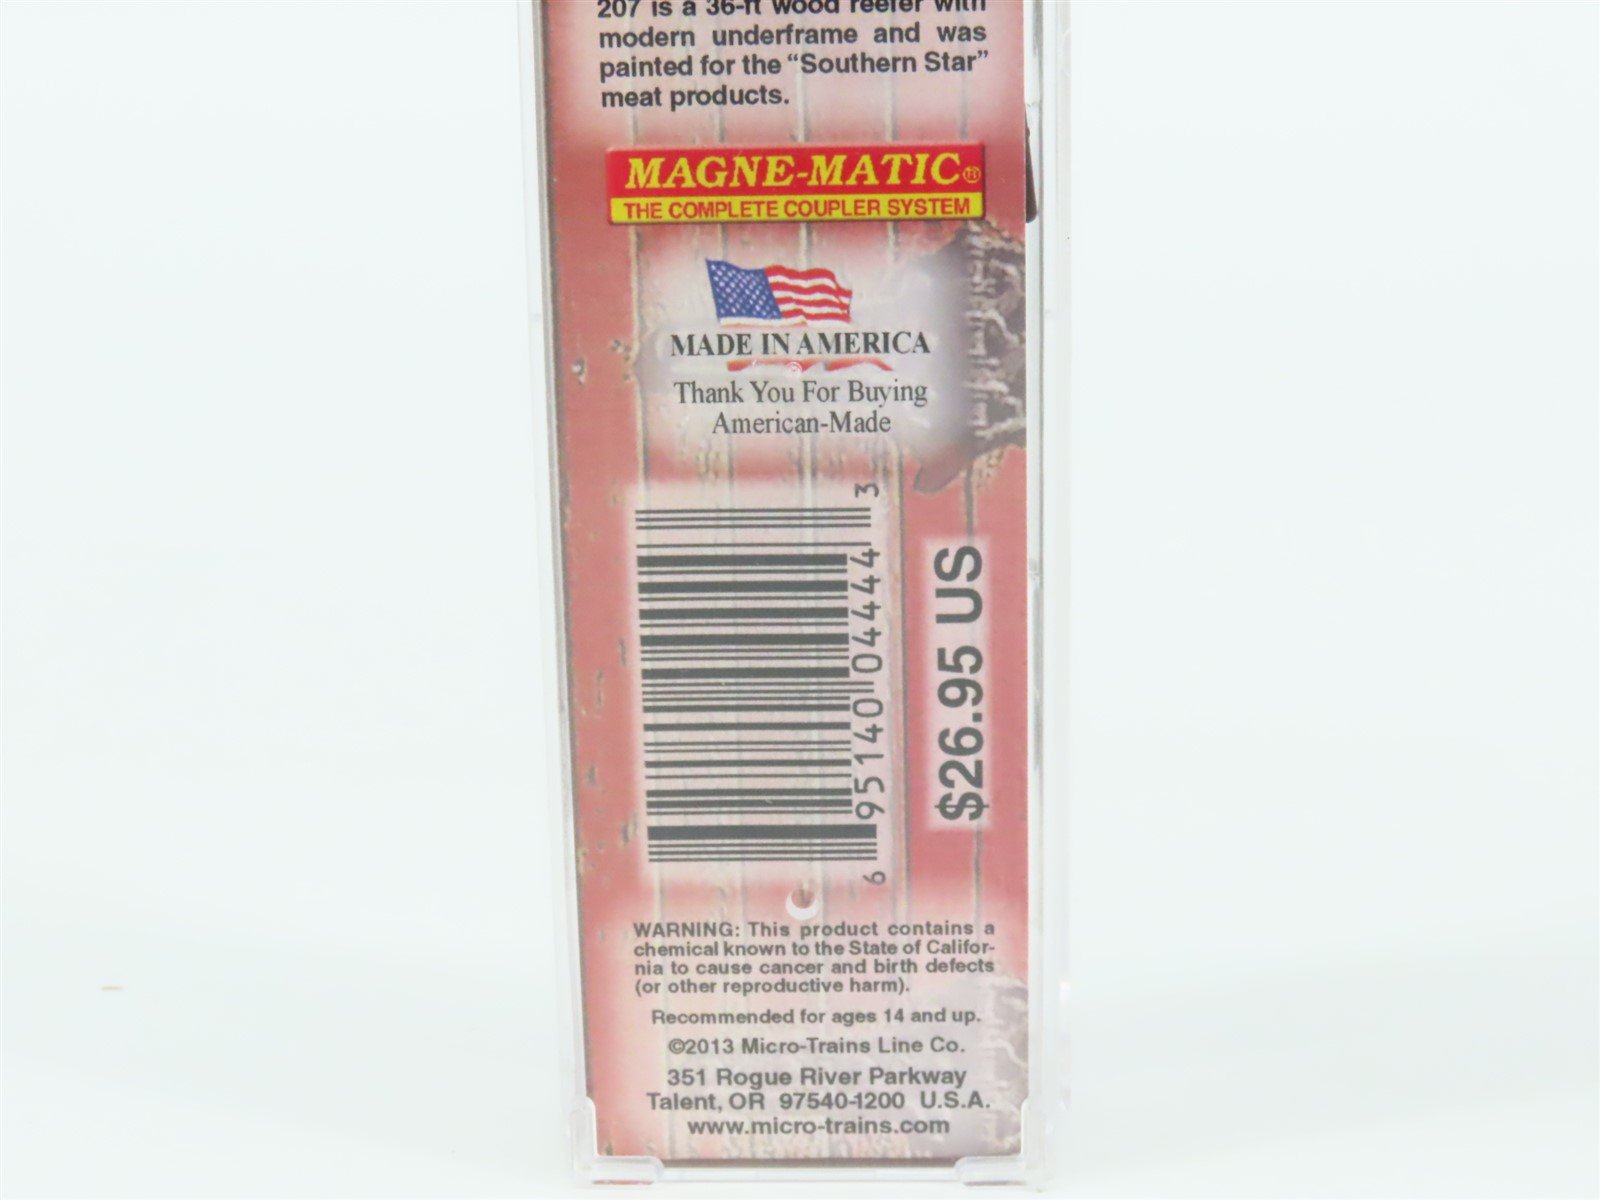 207 is a 36-ft wood reefer with
modern underframe and was
painted for the “Southern Star”
meat products.
MAGNE-MATIC®
THE COMPLETE COUPLER SYSTEM
MADE IN AMERICA
®
Thank You For Buying
American-Made
6 95140 04444 3
$26.95 US
WARNING: This product contains a
chemical known to the State of Califor-
nia to cause cancer and birth defects
(or other reproductive harm).
Recommended for ages 14 and up.
©2013 Micro-Trains Line Co.
351 Rogue River Parkway
Talent, OR 97540-1200 U.S.A.
www.micro-trains.com